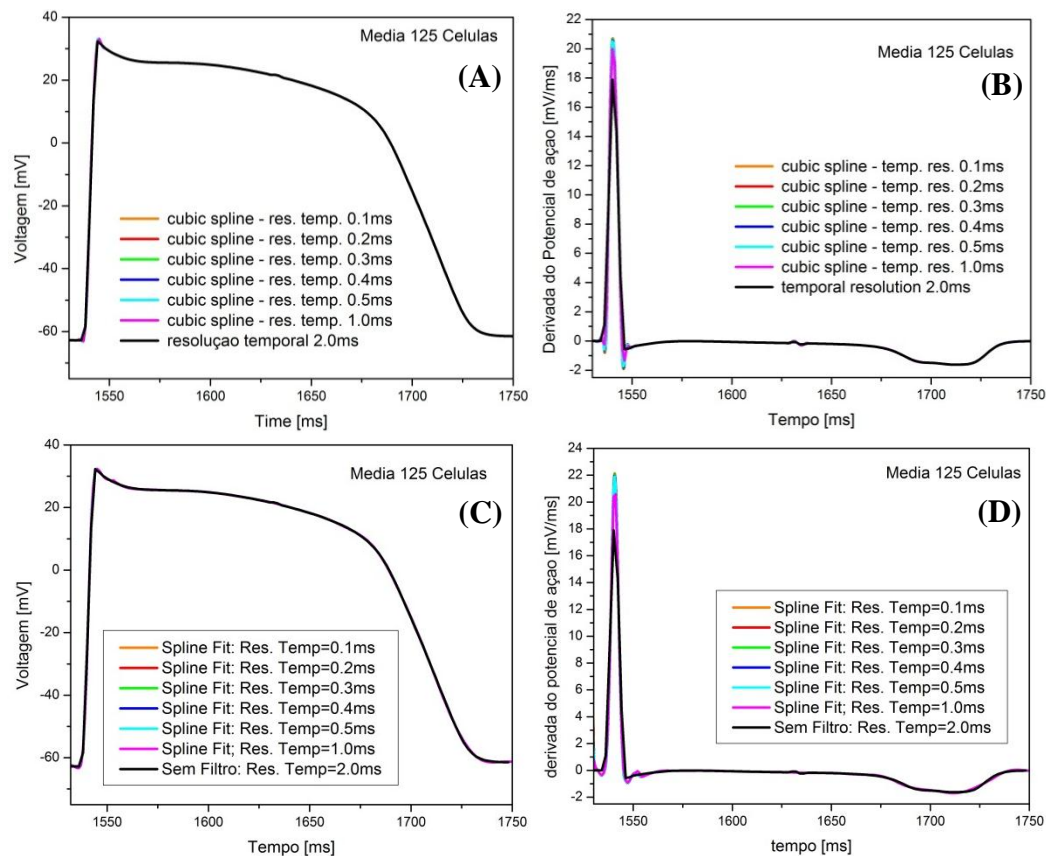 Media 125 Celulas
(A)
Voltagem [mV]
40
20
0
-20
-40
-60
cubic spline - res. temp. 0.1ms
cubic spline - res. temp. 0.2ms
cubic spline - res. temp. 0.3ms
cubic spline - res. temp. 0.4ms
cubic spline - res. temp. 0.5ms
cubic spline - res. temp. 1.0ms
resoluçao temporal 2.0ms
1550 1600 1650 1700 1750
Time [ms]
Media 125 Celulas
(B)
Derivada do Potencial de açao [mV/ms]
22
20
18
16
14
12
10
8
6
4
2
0
-2
cubic spline - temp. res. 0.1ms
cubic spline - temp. res. 0.2ms
cubic spline - temp. res. 0.3ms
cubic spline - temp. res. 0.4ms
cubic spline - temp. res. 0.5ms
cubic spline - temp. res. 1.0ms
temporal resolution 2.0ms
1550 1600 1650 1700 1750
Tempo [ms]
Media 125 Celulas
(C)
Voltagem [mV]
40
20
0
-20
-40
-60
Spline Fit: Res. Temp=0.1ms
Spline Fit: Res. Temp=0.2ms
Spline Fit: Res. Temp=0.3ms
Spline Fit: Res. Temp=0.4ms
Spline Fit: Res. Temp=0.5ms
Spline Fit; Res. Temp=1.0ms
Sem Filtro: Res. Temp=2.0ms
1550 1600 1650 1700 1750
Tempo [ms]
Media 125 Celulas
(D)
derivada do potencial de açao [mV/ms]
24
22
20
18
16
14
12
10
8
6
4
2
0
-2
Spline Fit: Res. Temp=0.1ms
Spline Fit: Res. Temp=0.2ms
Spline Fit: Res. Temp=0.3ms
Spline Fit: Res. Temp=0.4ms
Spline Fit: Res. Temp=0.5ms
Spline Fit; Res. Temp=1.0ms
Sem Filtro: Res. Temp=2.0ms
1550 1600 1650 1700 1750
tempo [ms]